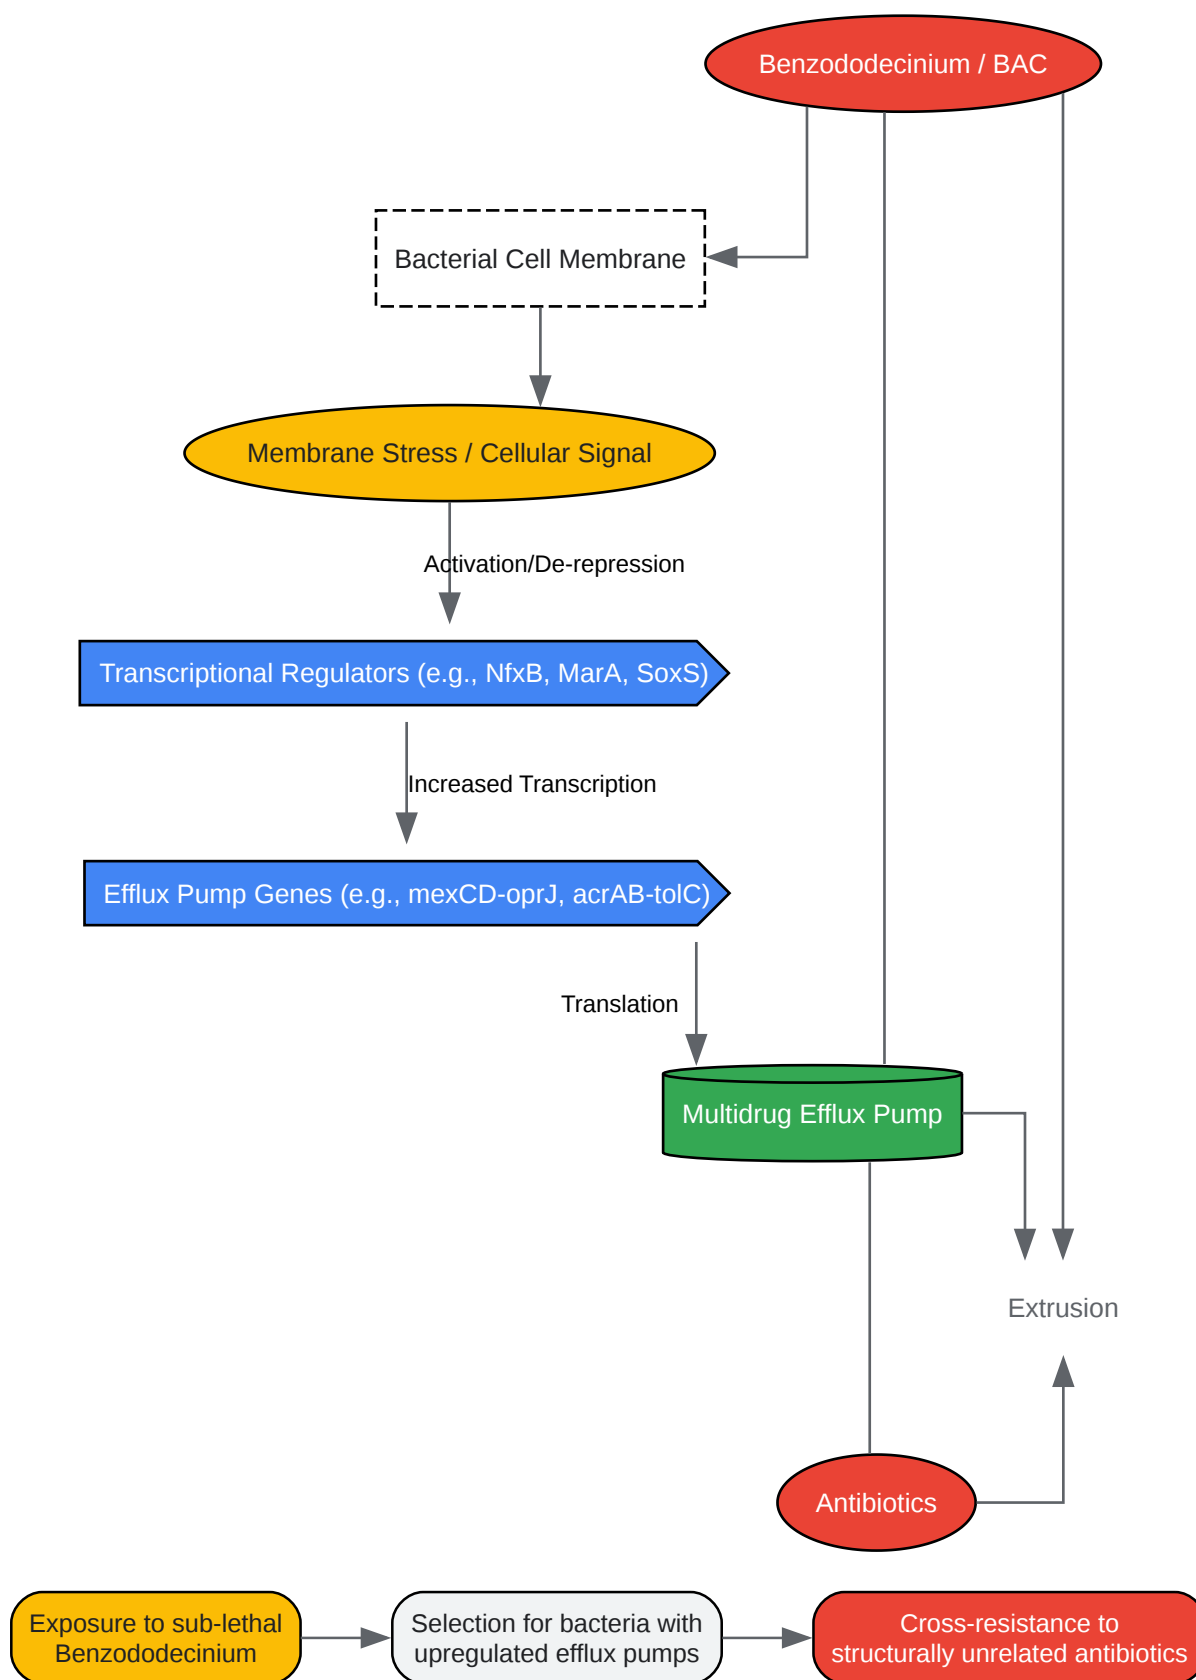 Benzododecinium / BAC
Bacterial Cell Membrane
Membrane Stress / Cellular Signal
Activation/De-repression
Transcriptional Regulators (e.g., NfxB, MarA, SoxS)
Increased Transcription
Efflux Pump Genes (e.g., mexCD-oprJ, acrAB-tolC)
Translation
Multidrug Efflux Pump
Extrusion
Antibiotics
Exposure to sub-lethal
Benzododecinium
Selection for bacteria with
upregulated efflux pumps
Cross-resistance to
structurally unrelated antibiotics